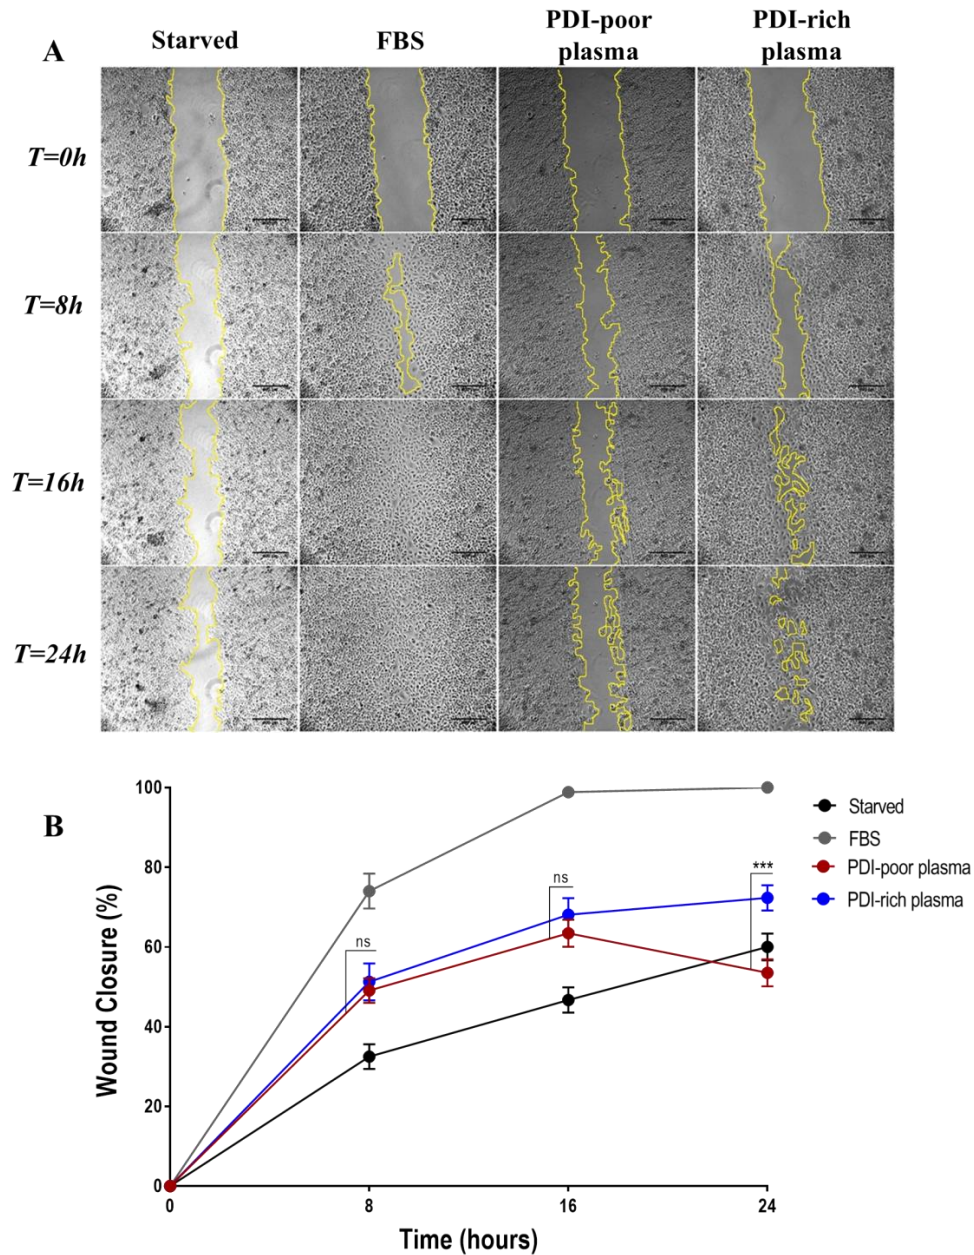 A
Starved
FBS
PDI-poor
plasma
PDI-rich
plasma
T=0h
T=8h
T=16h
T=24h
B
Wound Closure (%)
100
80
60
40
20
0
0
8
16
24
Time (hours)
ns
ns
***
Starved
FBS
PDI-poor plasma
PDI-rich plasma